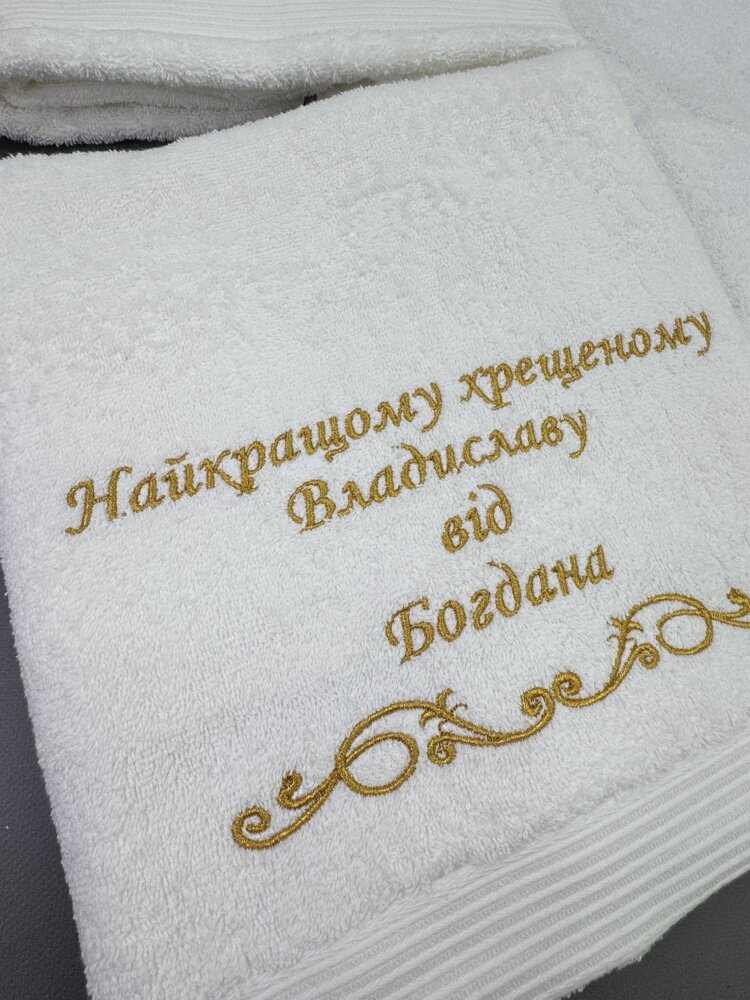 Найкращому хрещеному
Владиславу
від
Богдана